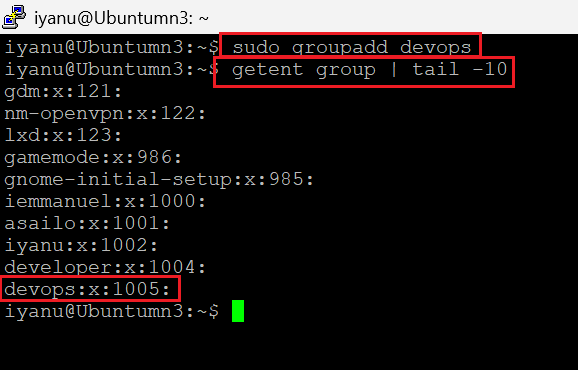 iyanu@Ubuntumn3: ~
iyanu@Ubuntumn3:~$ sudo groupadd devops
iyanu@Ubuntumn3:~$ getent group | tail -10
gdm:x:121:
nm-openvpn:x:122:
lxd:x:123:
gamemode:x:986:
gnome-initial-setup:x:985:
iemmanuel:x:1000:
asailo:x:1001:
iyanu:x:1002:
developer:x:1004:
devops:x:1005:
iyanu@Ubuntumn3:~$